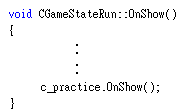 void CGameStateRun::OnShow()
{
.
.
.
c_practice.OnShow();
}